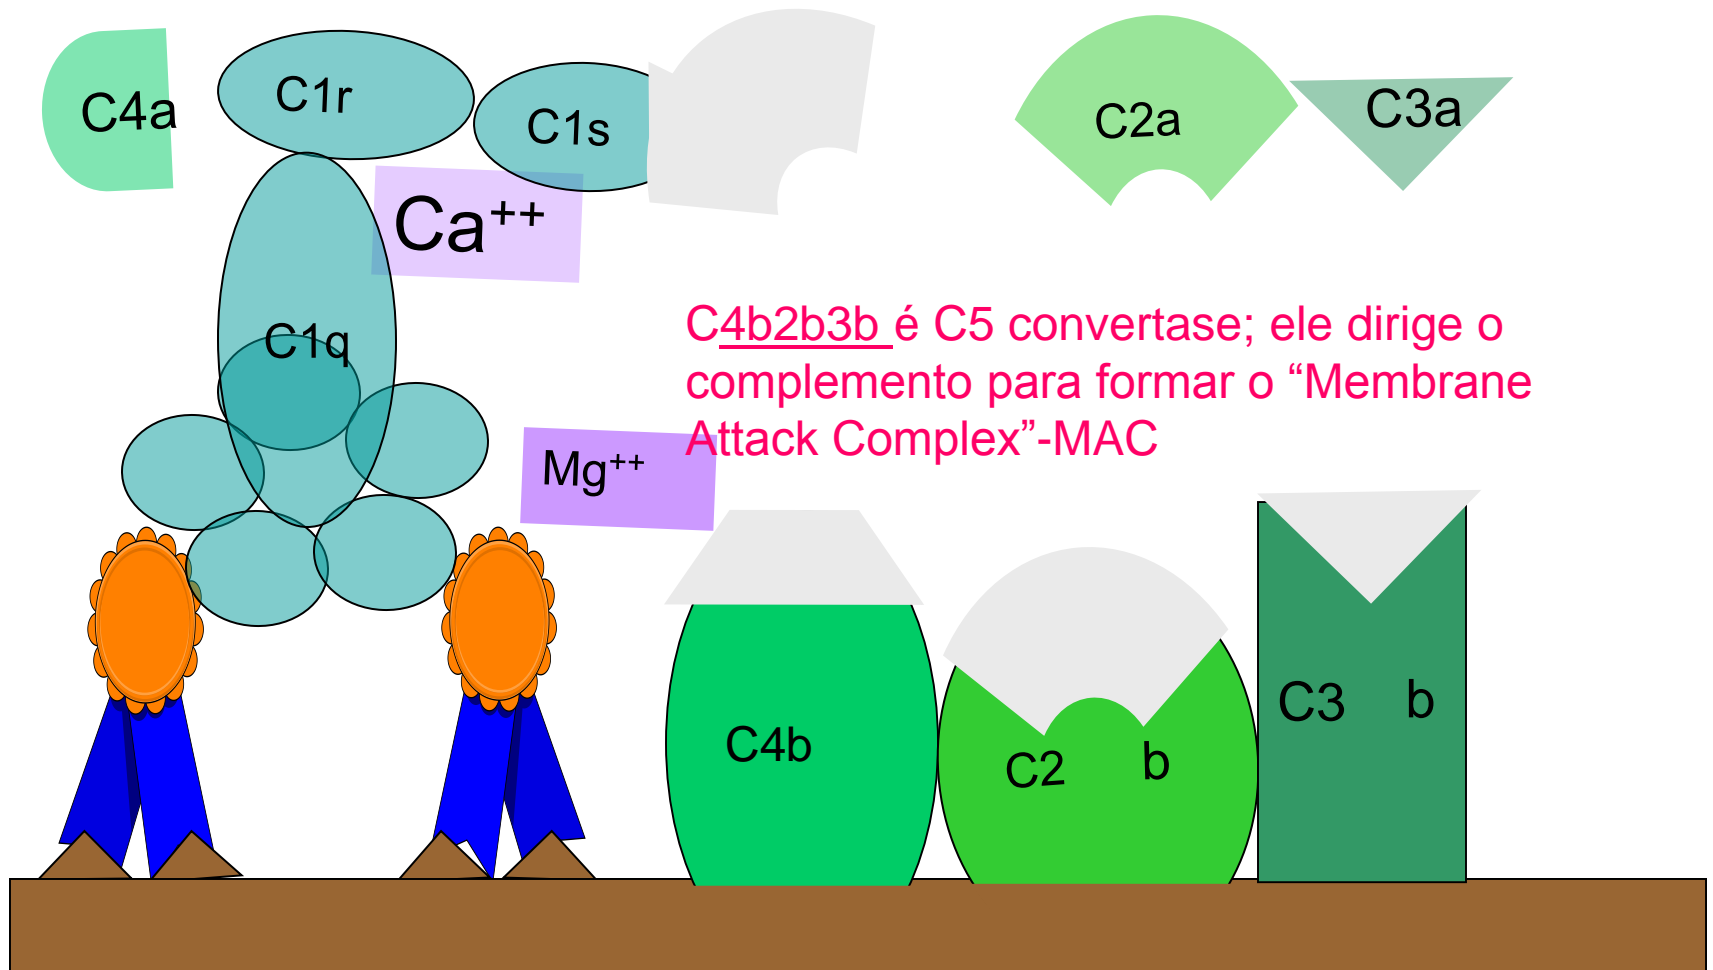 C4a
C1r
C1s
C2a
C3a
Ca++
C1q
C4b2b3b é C5 convertase; ele dirige o
complemento para formar o “Membrane
Attack Complex”-MAC
Mg++
C4b
C2 b
C3 b